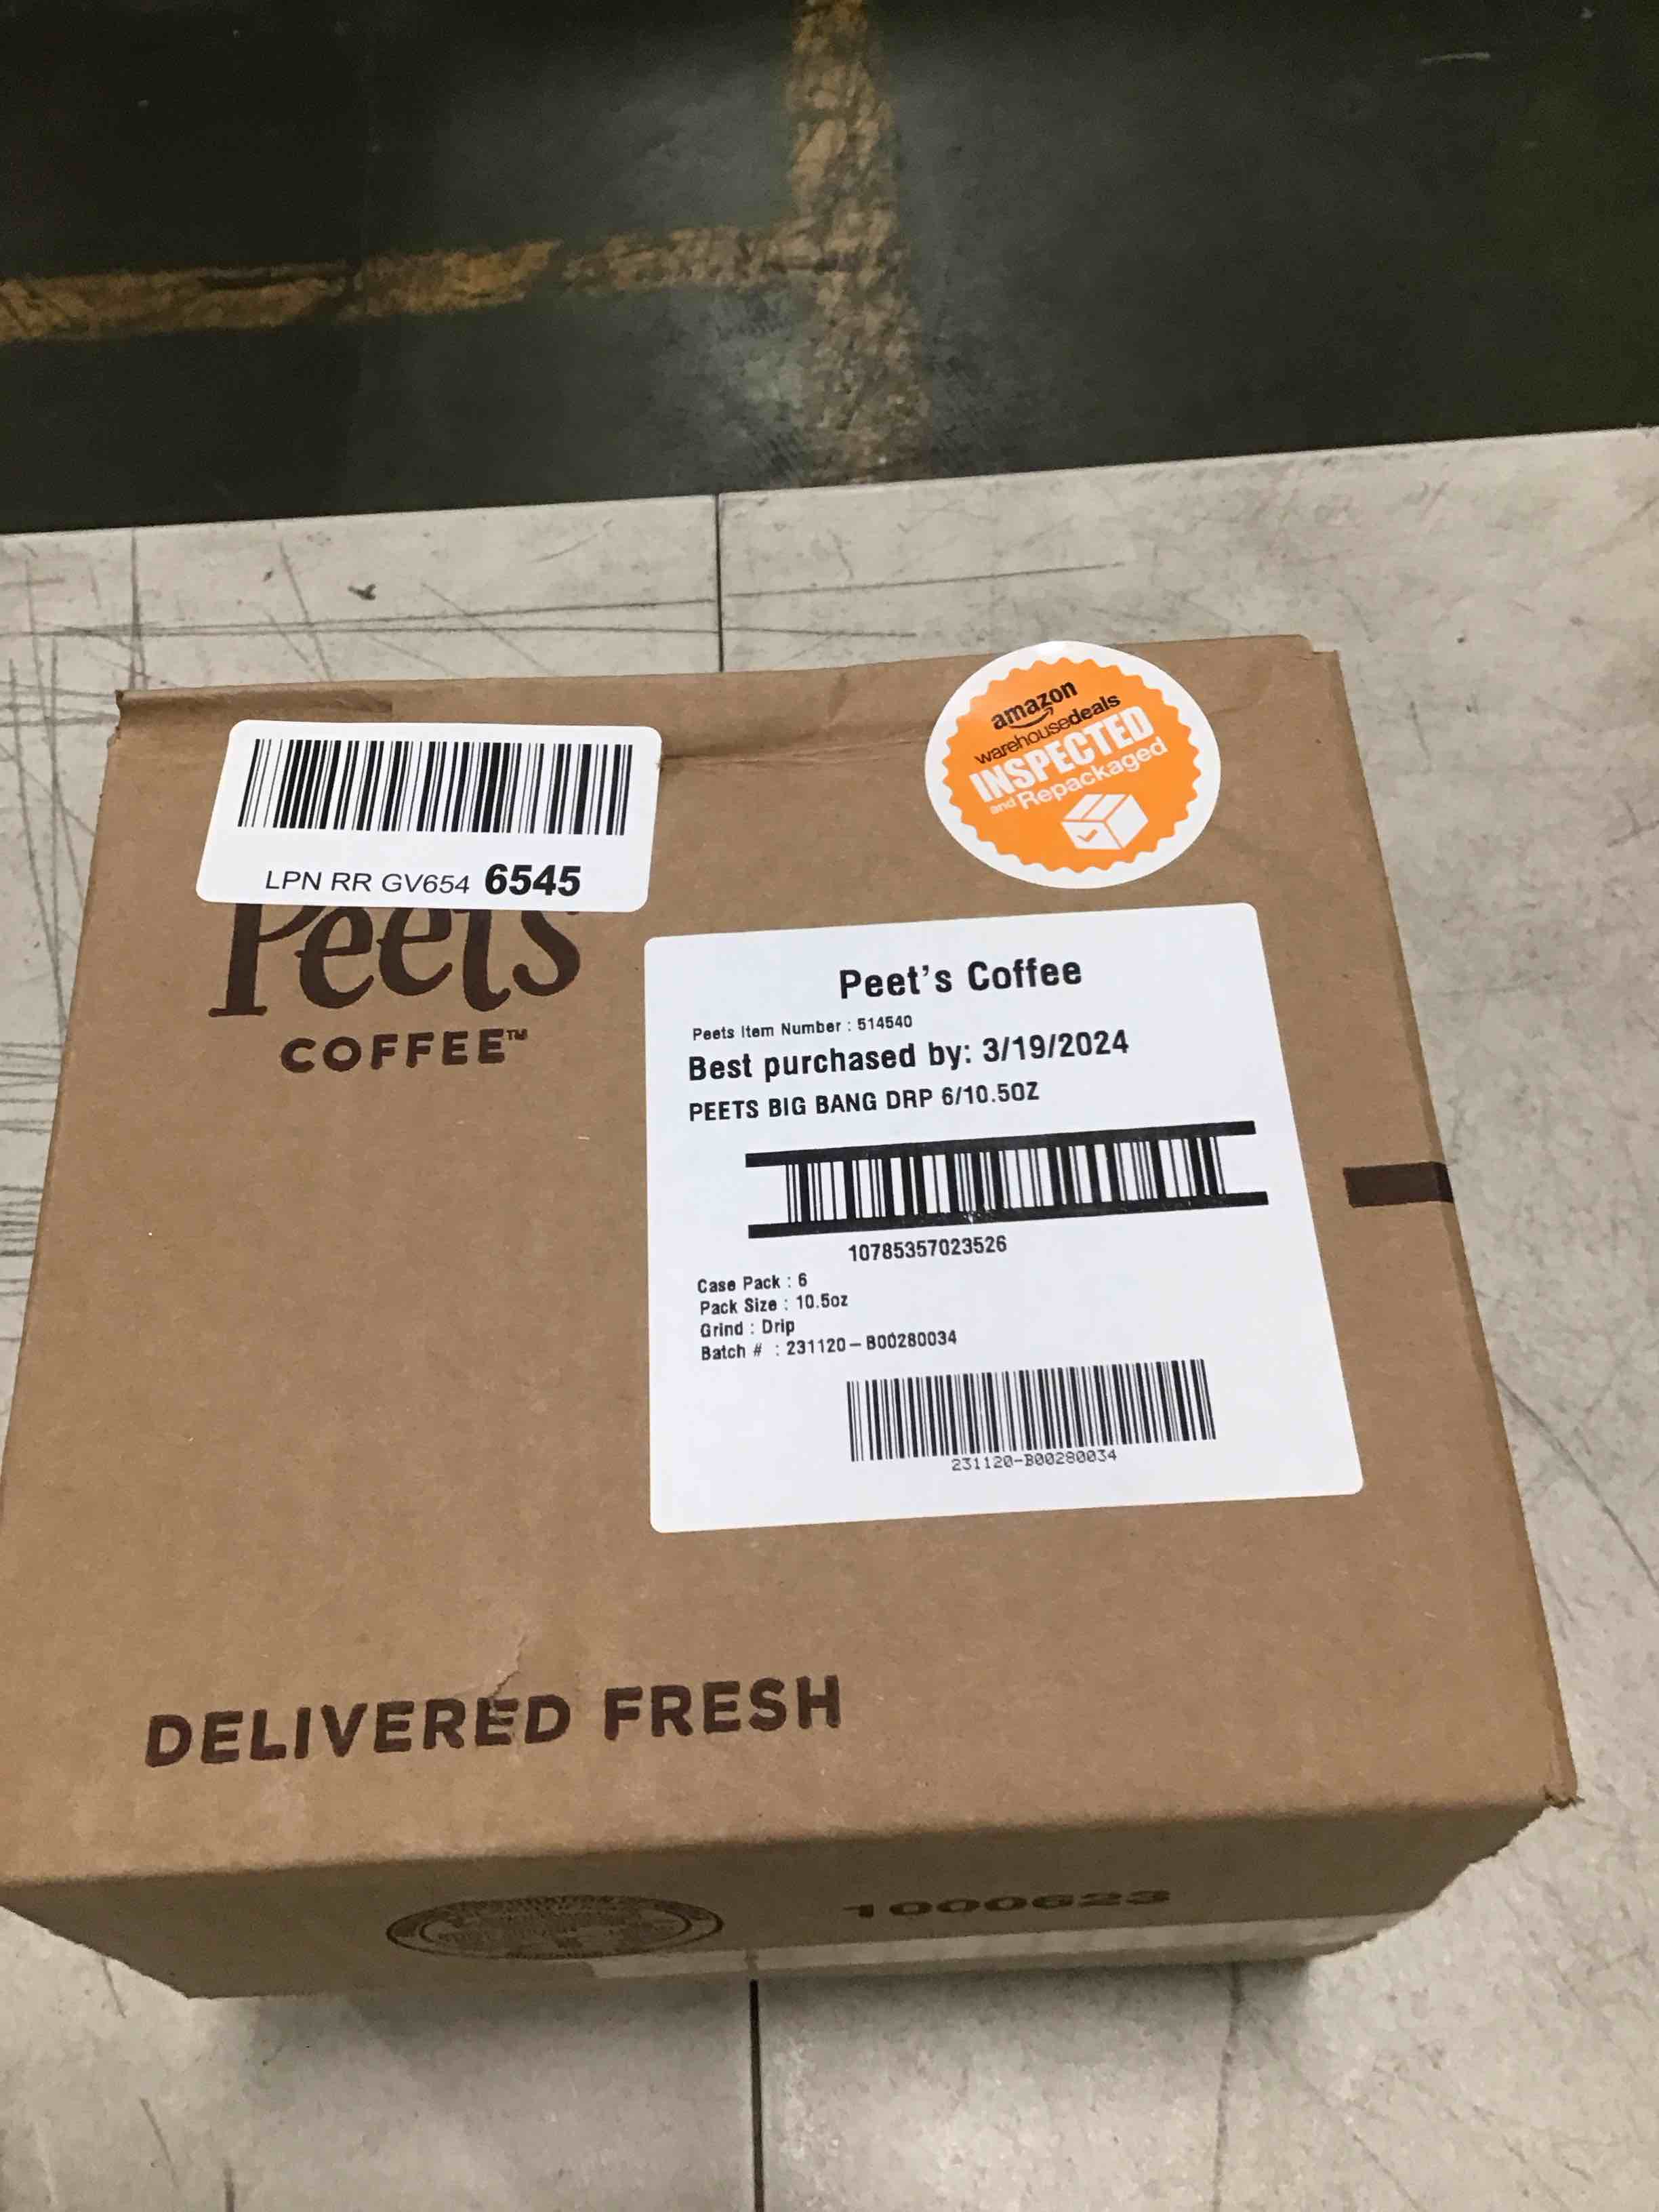 LPN RR GV654 6545
amazon
warehousedeals
INSPECTED
and Repackaged
Peet's
COFFEE™
Peet's Coffee
Peets Item Number : 514540
Best purchased by: 3/19/2024
PEETS BIG BANG DRP 6/10.5OZ
10785357023526
Case Pack : 6
Pack Size : 10.5oz
Grind : Drip
Batch # : 231120-B00280034
231120-B00280034
DELIVERED FRESH
1000623